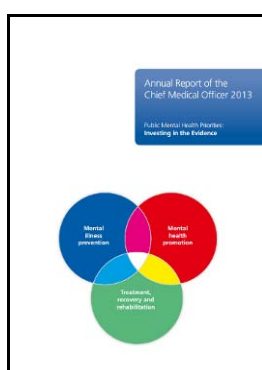 Annual Report of the
Chief Medical Officer 2013
Public Mental Health Priorities:
Investing in the Evidence
Mental
illness
prevention
Mental
health
promotion
Treatment,
recovery and
rehabilitation